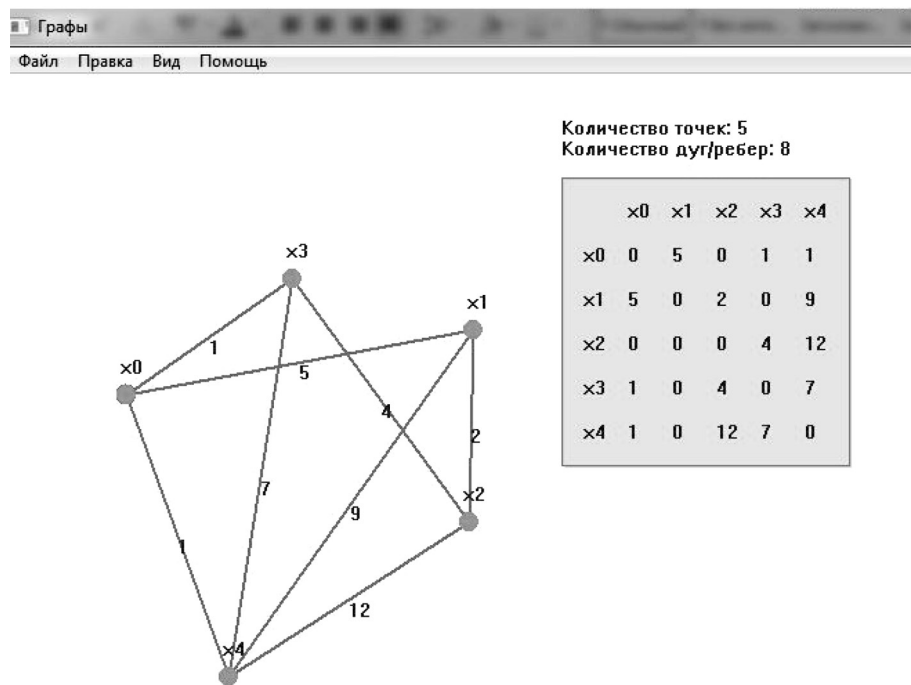 Графы
Файл Правка Вид Помощь
Количество точек: 5
Количество дуг/ребер: 8
x0 x1 x2 x3 x4
x0 0 5 0 1 1
x1 5 0 2 0 9
x2 0 0 0 4 12
x3 1 0 4 0 7
x4 1 0 12 7 0
x3
x1
1
x0
5
4
2
7
x2
9
1
12
x4